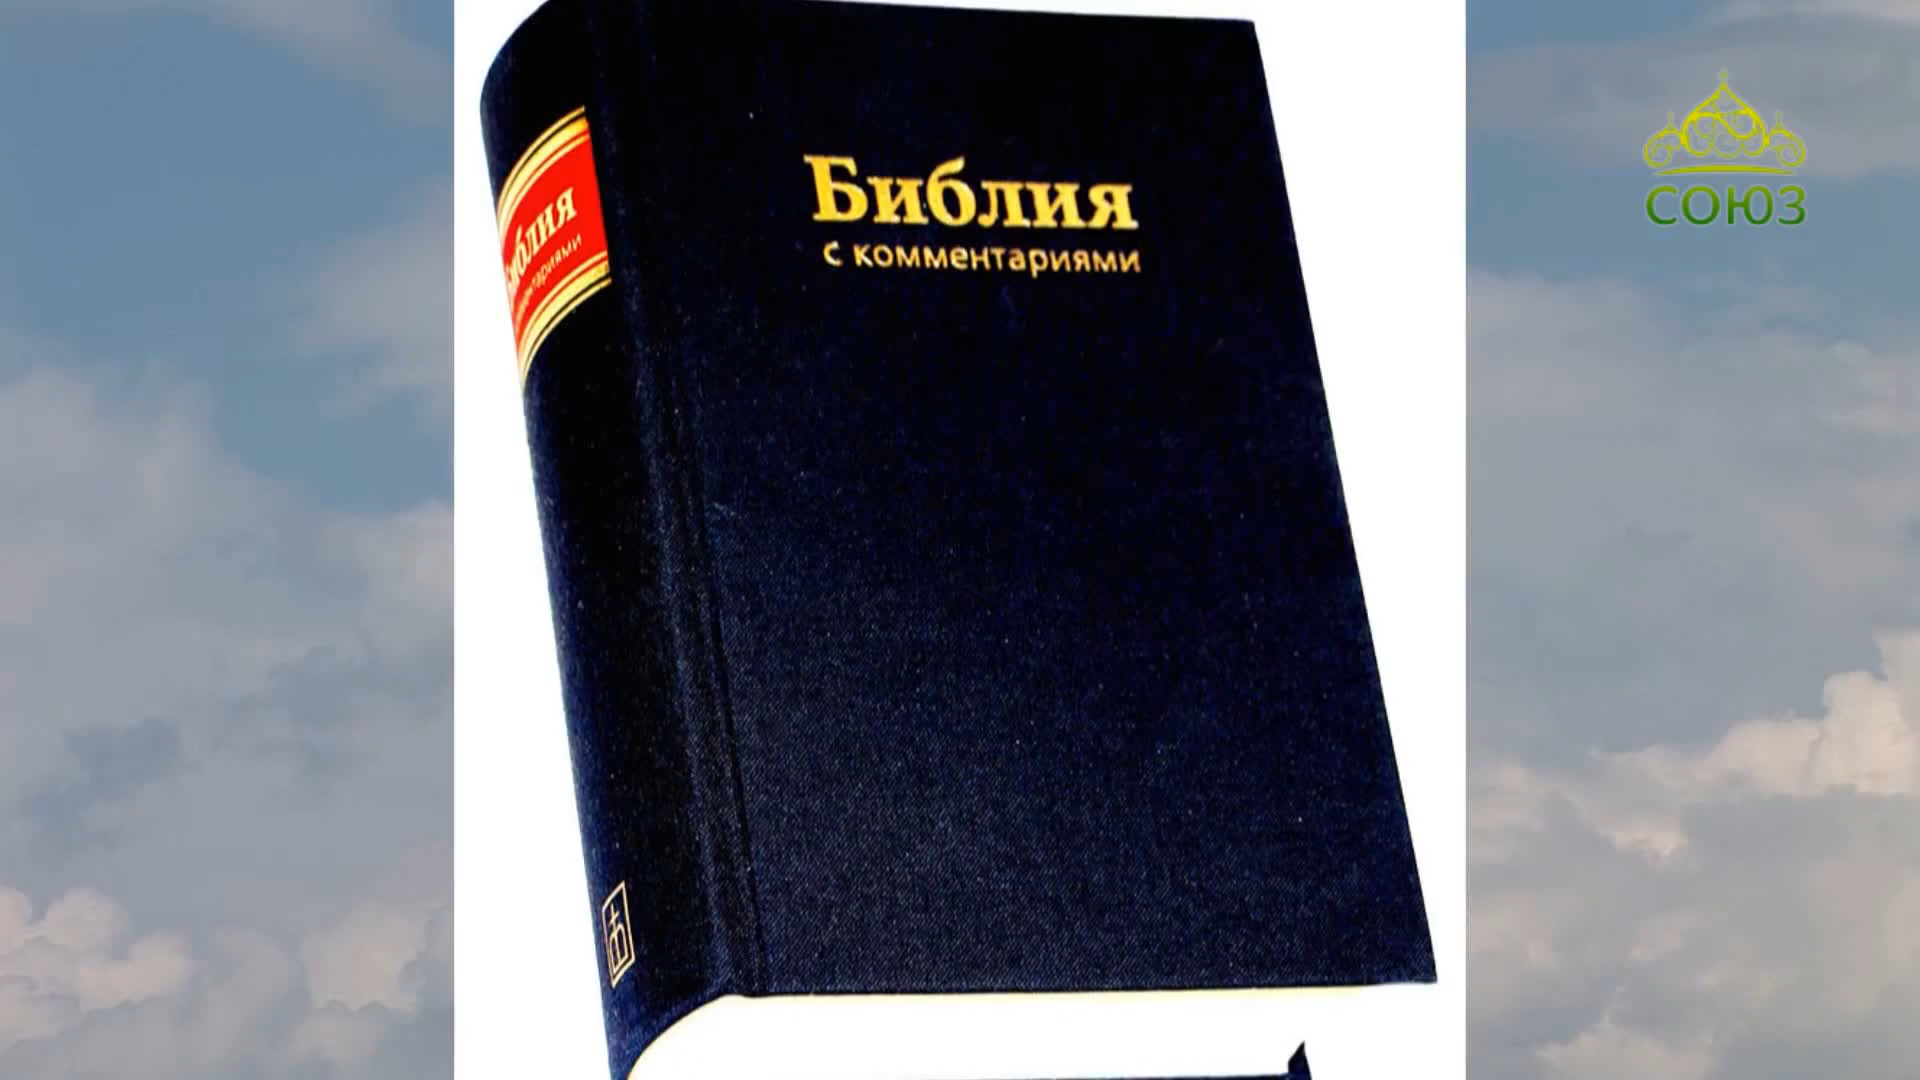 Библия
с комментариями
Библия
комментариями
СОЮЗ